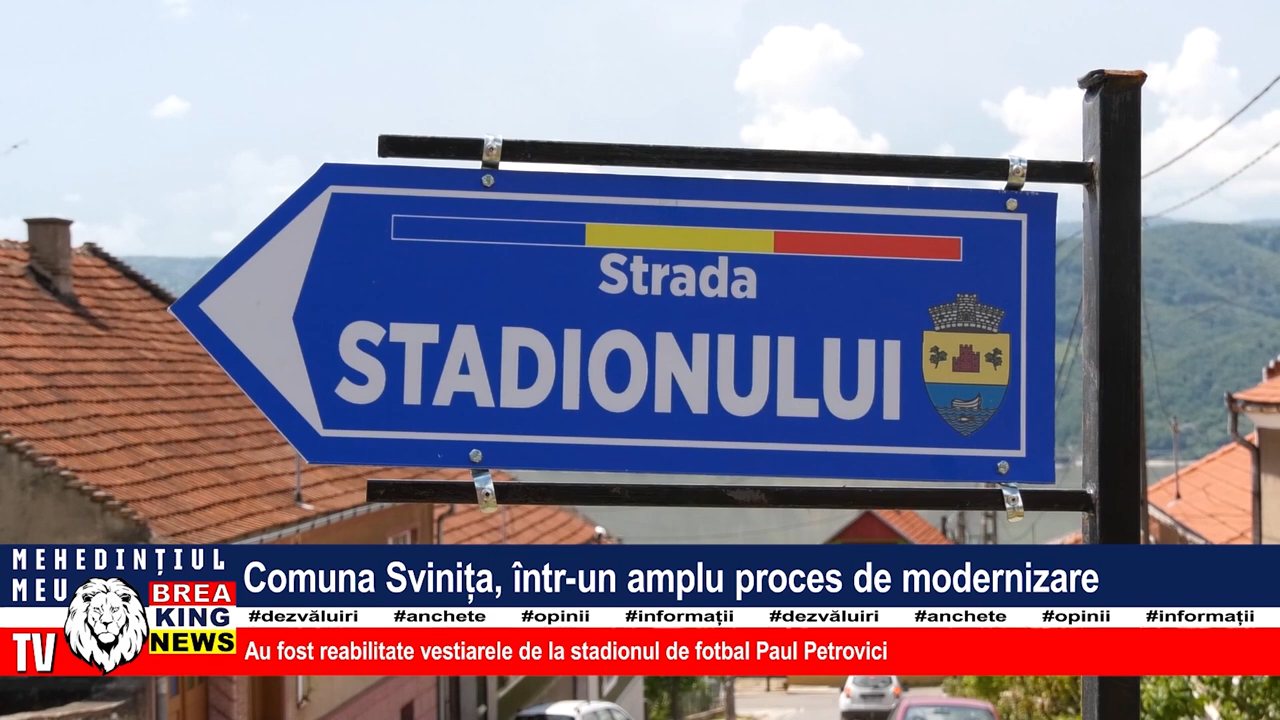 Strada
STADIONULUI
MEHEDINȚIUL
MEU
TV
BREA
KING
NEWS
Comuna Svinița, într-un amplu proces de modernizare
#dezvăluiri #anchete #opinii #informații #dezvăluiri #anchete #opinii #informații
Au fost reabilitate vestiarele de la stadionul de fotbal Paul Petrovici